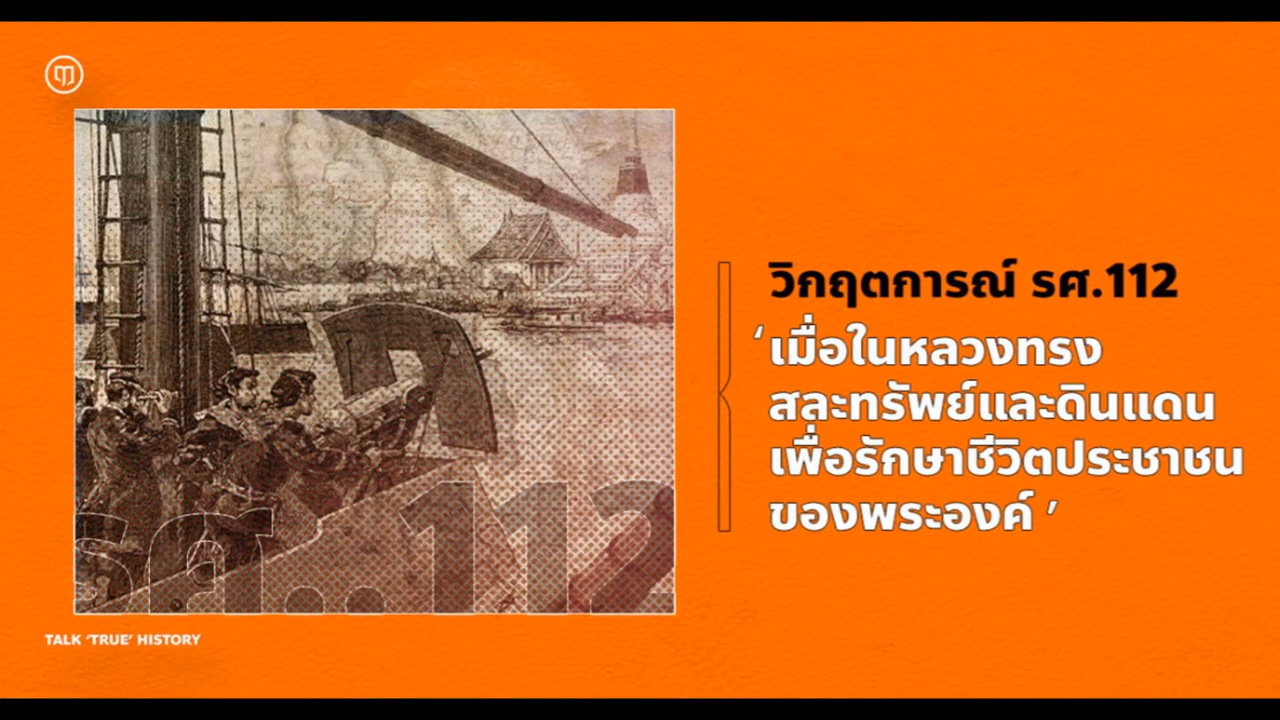 วิกฤตการณ์ รศ.112
‘ เมื่อในหลวงทรง
สละทรัพย์และดินแดน
เพื่อรักษาชีวิตประชาชน
ของพระองค์ ’
รศ..112
TALK ‘TRUE’ HISTORY